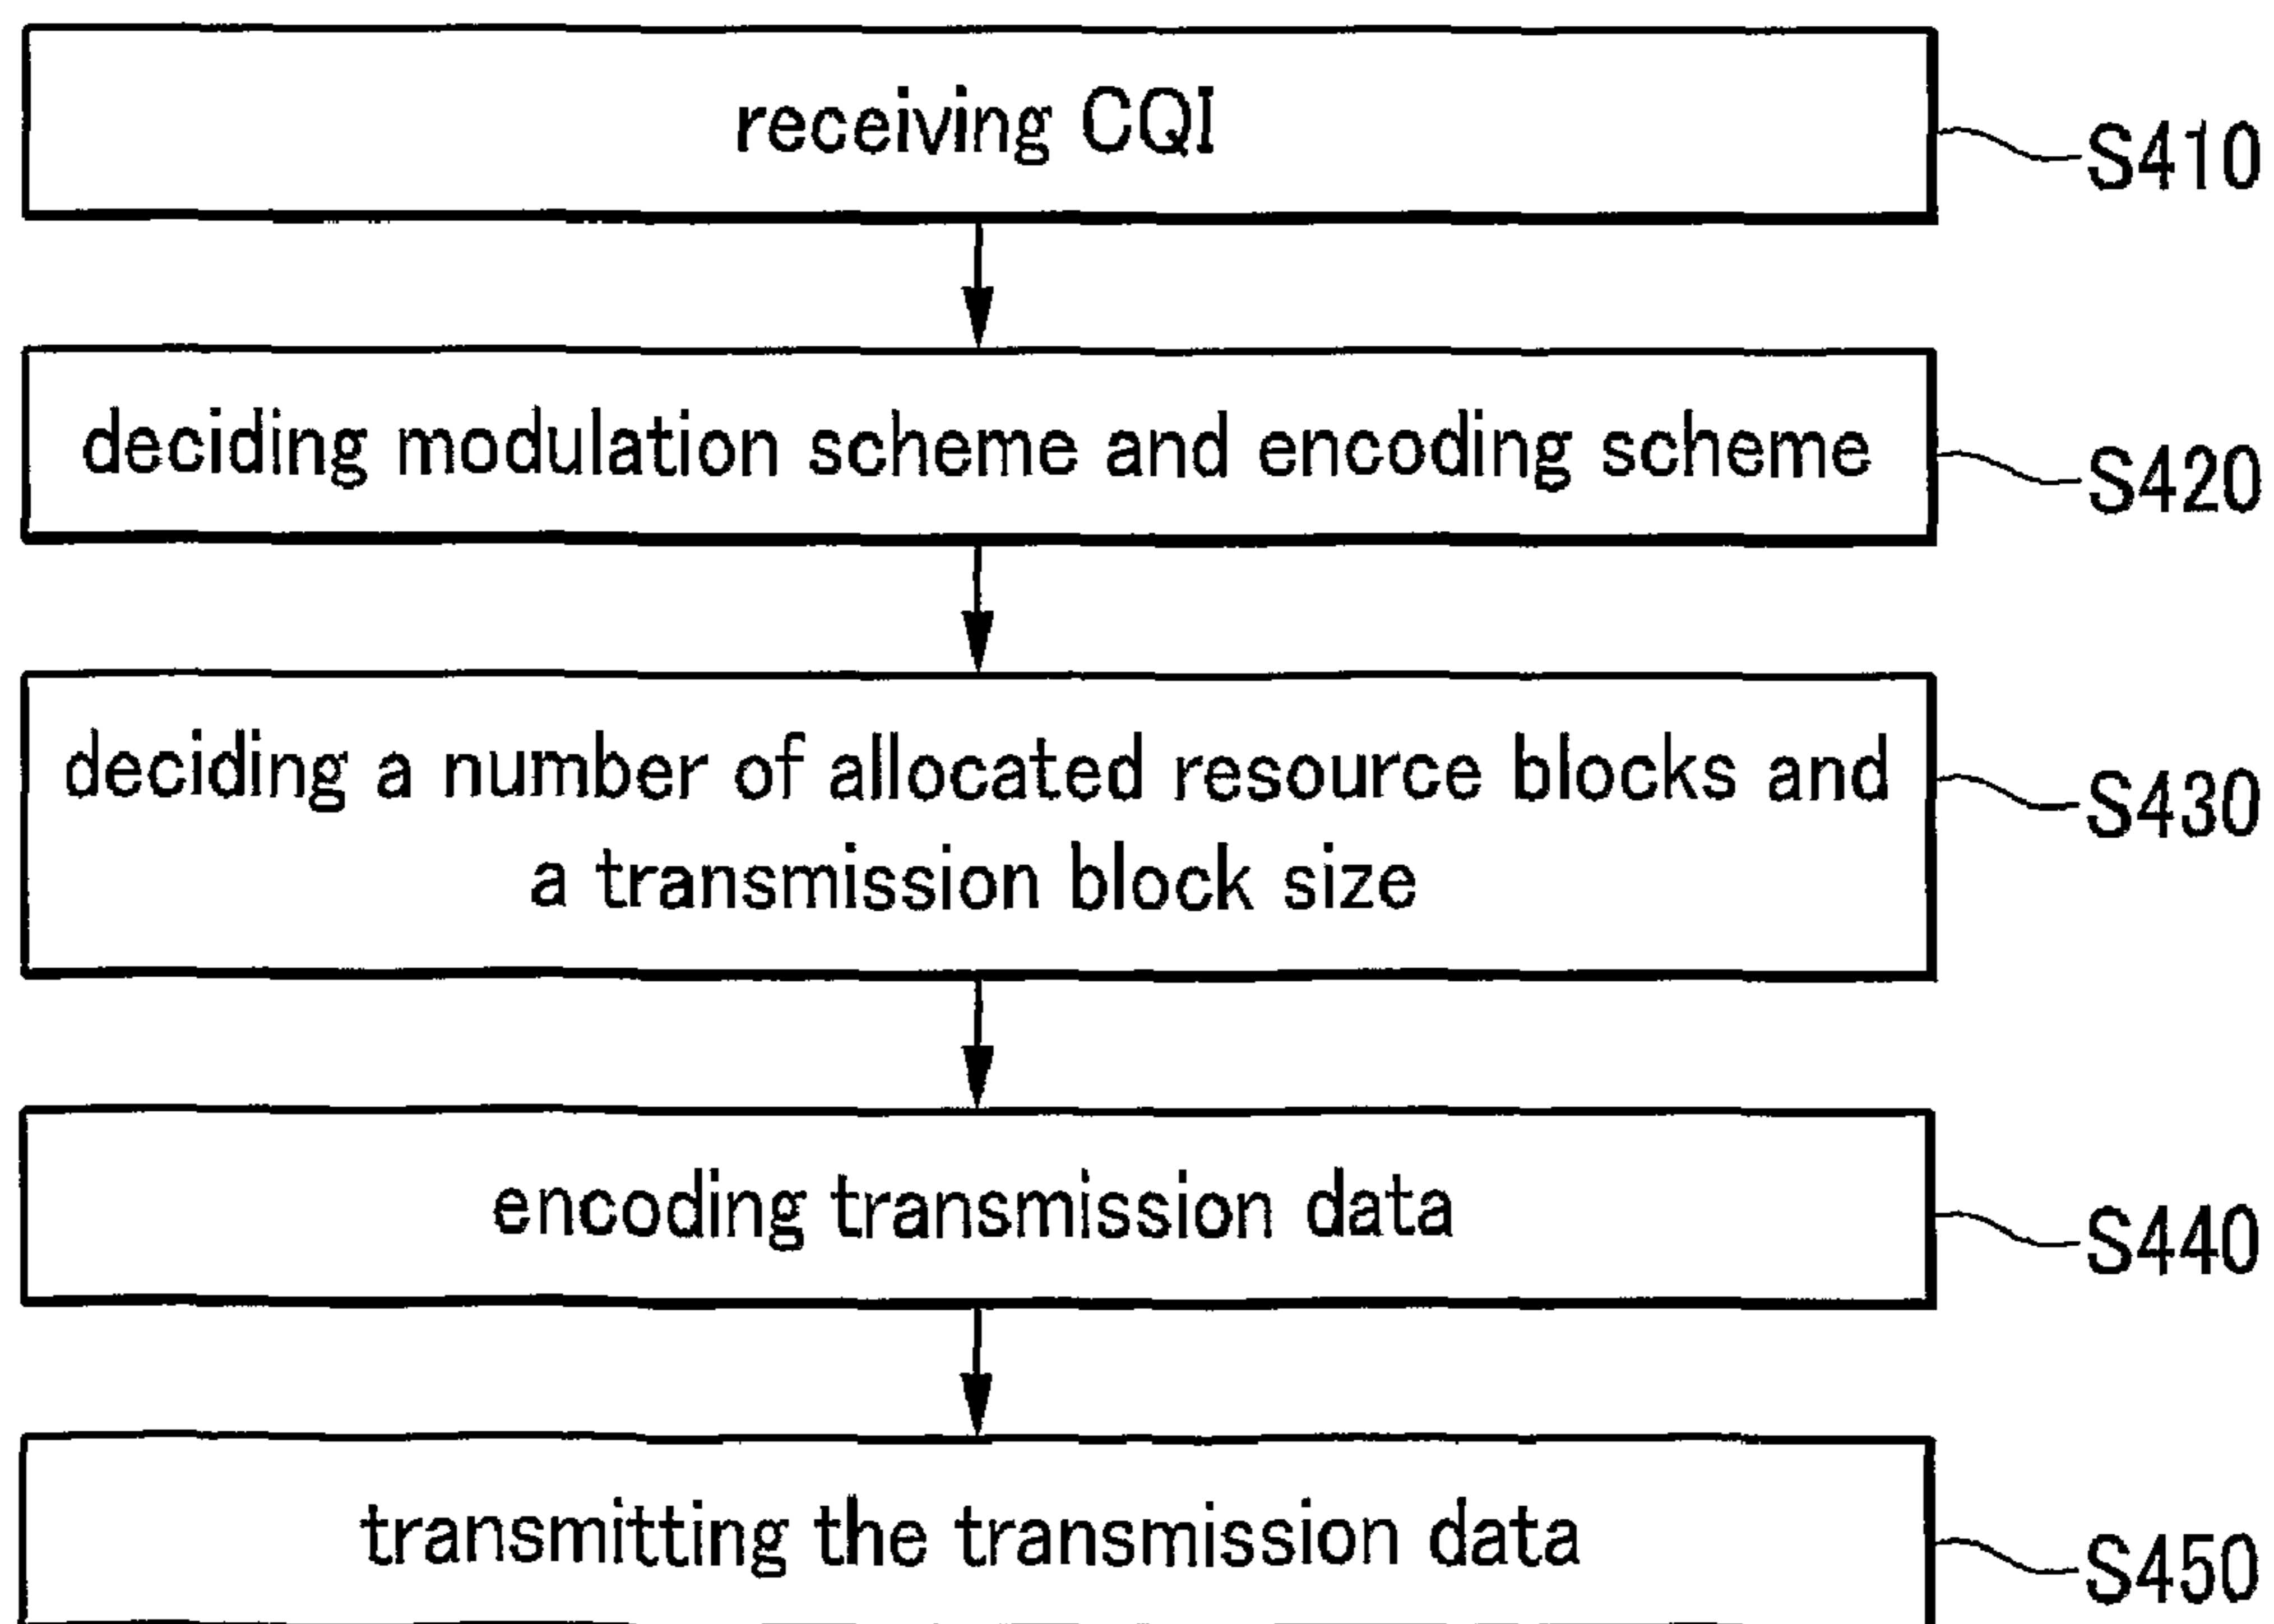 receiving CQI
S410
deciding modulation scheme and encoding scheme
S420
deciding a number of allocated resource blocks and
a transmission block size
S430
encoding transmission data
S440
transmitting the transmission data
S450